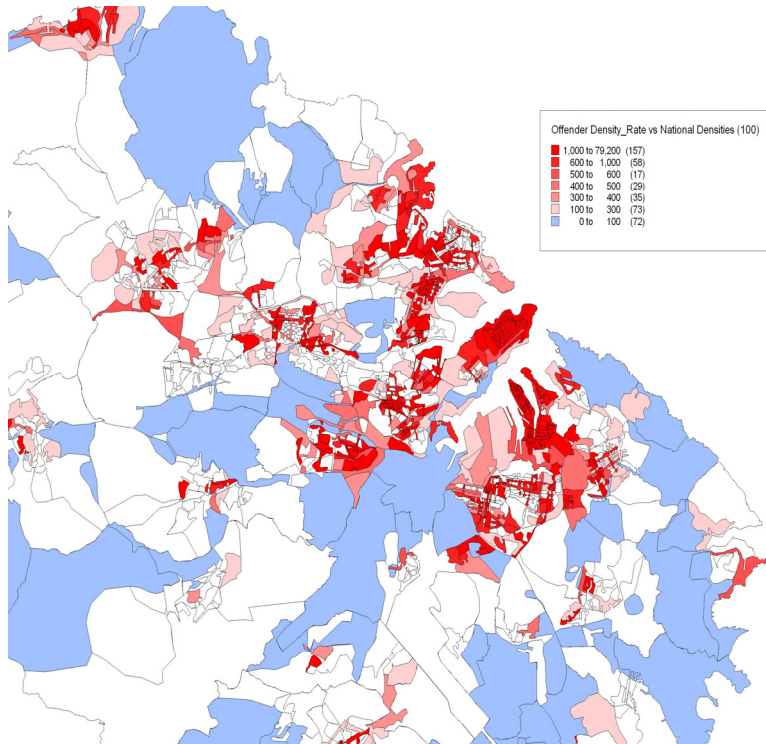 Offender Density_Rate vs National Densities (100)
1,000 to 79,200 (157)
600 to 1,000 (58)
500 to 600 (17)
400 to 500 (29)
300 to 400 (35)
100 to 300 (73)
0 to 100 (72)